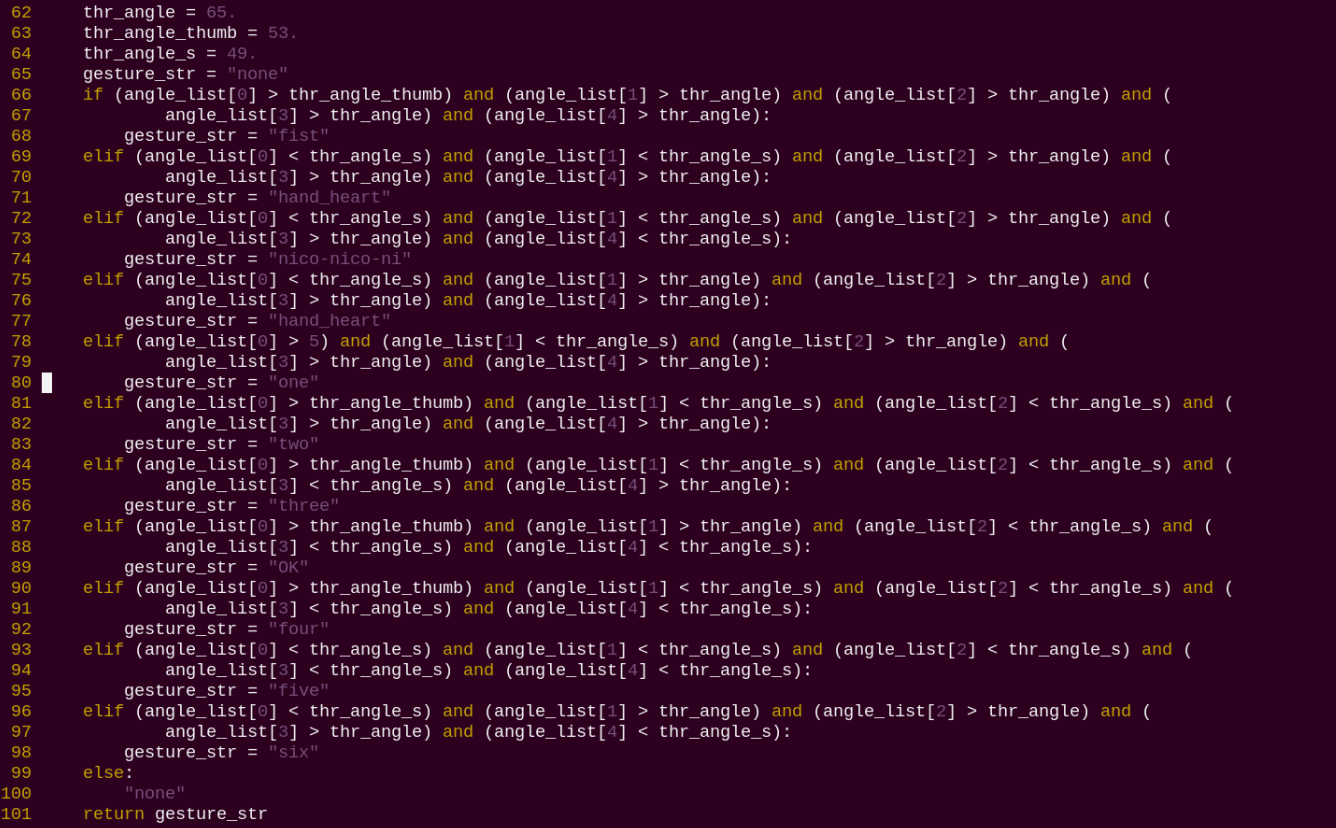 62     thr_angle = 65.
63     thr_angle_thumb = 53.
64     thr_angle_s = 49.
65     gesture_str = "none"
66     if (angle_list[0] > thr_angle_thumb) and (angle_list[1] > thr_angle) and (angle_list[2] > thr_angle) and (
67             angle_list[3] > thr_angle) and (angle_list[4] > thr_angle):
68         gesture_str = "fist"
69     elif (angle_list[0] < thr_angle_s) and (angle_list[1] < thr_angle_s) and (angle_list[2] > thr_angle) and (
70             angle_list[3] > thr_angle) and (angle_list[4] > thr_angle):
71         gesture_str = "hand_heart"
72     elif (angle_list[0] < thr_angle_s) and (angle_list[1] < thr_angle_s) and (angle_list[2] > thr_angle) and (
73             angle_list[3] > thr_angle) and (angle_list[4] < thr_angle_s):
74         gesture_str = "nico-nico-ni"
75     elif (angle_list[0] < thr_angle_s) and (angle_list[1] > thr_angle) and (angle_list[2] > thr_angle) and (
76             angle_list[3] > thr_angle) and (angle_list[4] > thr_angle):
77         gesture_str = "hand_heart"
78     elif (angle_list[0] > 5) and (angle_list[1] < thr_angle_s) and (angle_list[2] > thr_angle) and (
79             angle_list[3] > thr_angle) and (angle_list[4] > thr_angle):
80         gesture_str = "one"
81     elif (angle_list[0] > thr_angle_thumb) and (angle_list[1] < thr_angle_s) and (angle_list[2] < thr_angle_s) and (
82             angle_list[3] > thr_angle) and (angle_list[4] > thr_angle):
83         gesture_str = "two"
84     elif (angle_list[0] > thr_angle_thumb) and (angle_list[1] < thr_angle_s) and (angle_list[2] < thr_angle_s) and (
85             angle_list[3] < thr_angle_s) and (angle_list[4] > thr_angle):
86         gesture_str = "three"
87     elif (angle_list[0] > thr_angle_thumb) and (angle_list[1] > thr_angle) and (angle_list[2] < thr_angle_s) and (
88             angle_list[3] < thr_angle_s) and (angle_list[4] < thr_angle_s):
89         gesture_str = "OK"
90     elif (angle_list[0] > thr_angle_thumb) and (angle_list[1] < thr_angle_s) and (angle_list[2] < thr_angle_s) and (
91             angle_list[3] < thr_angle_s) and (angle_list[4] < thr_angle_s):
92         gesture_str = "four"
93     elif (angle_list[0] < thr_angle_s) and (angle_list[1] < thr_angle_s) and (angle_list[2] < thr_angle_s) and (
94             angle_list[3] < thr_angle_s) and (angle_list[4] < thr_angle_s):
95         gesture_str = "five"
96     elif (angle_list[0] < thr_angle_s) and (angle_list[1] > thr_angle) and (angle_list[2] > thr_angle) and (
97             angle_list[3] > thr_angle) and (angle_list[4] < thr_angle_s):
98         gesture_str = "six"
99     else:
100         "none"
101     return gesture_str